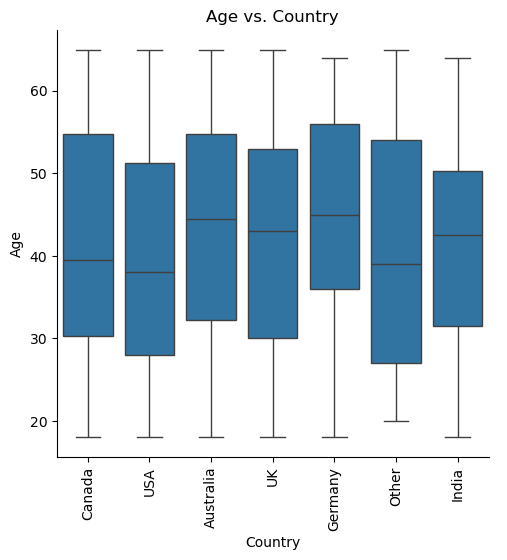 Age vs. Country
60
50
40
30
20
Age
Canada
USA
Australia
UK
Germany
Other
India
Country